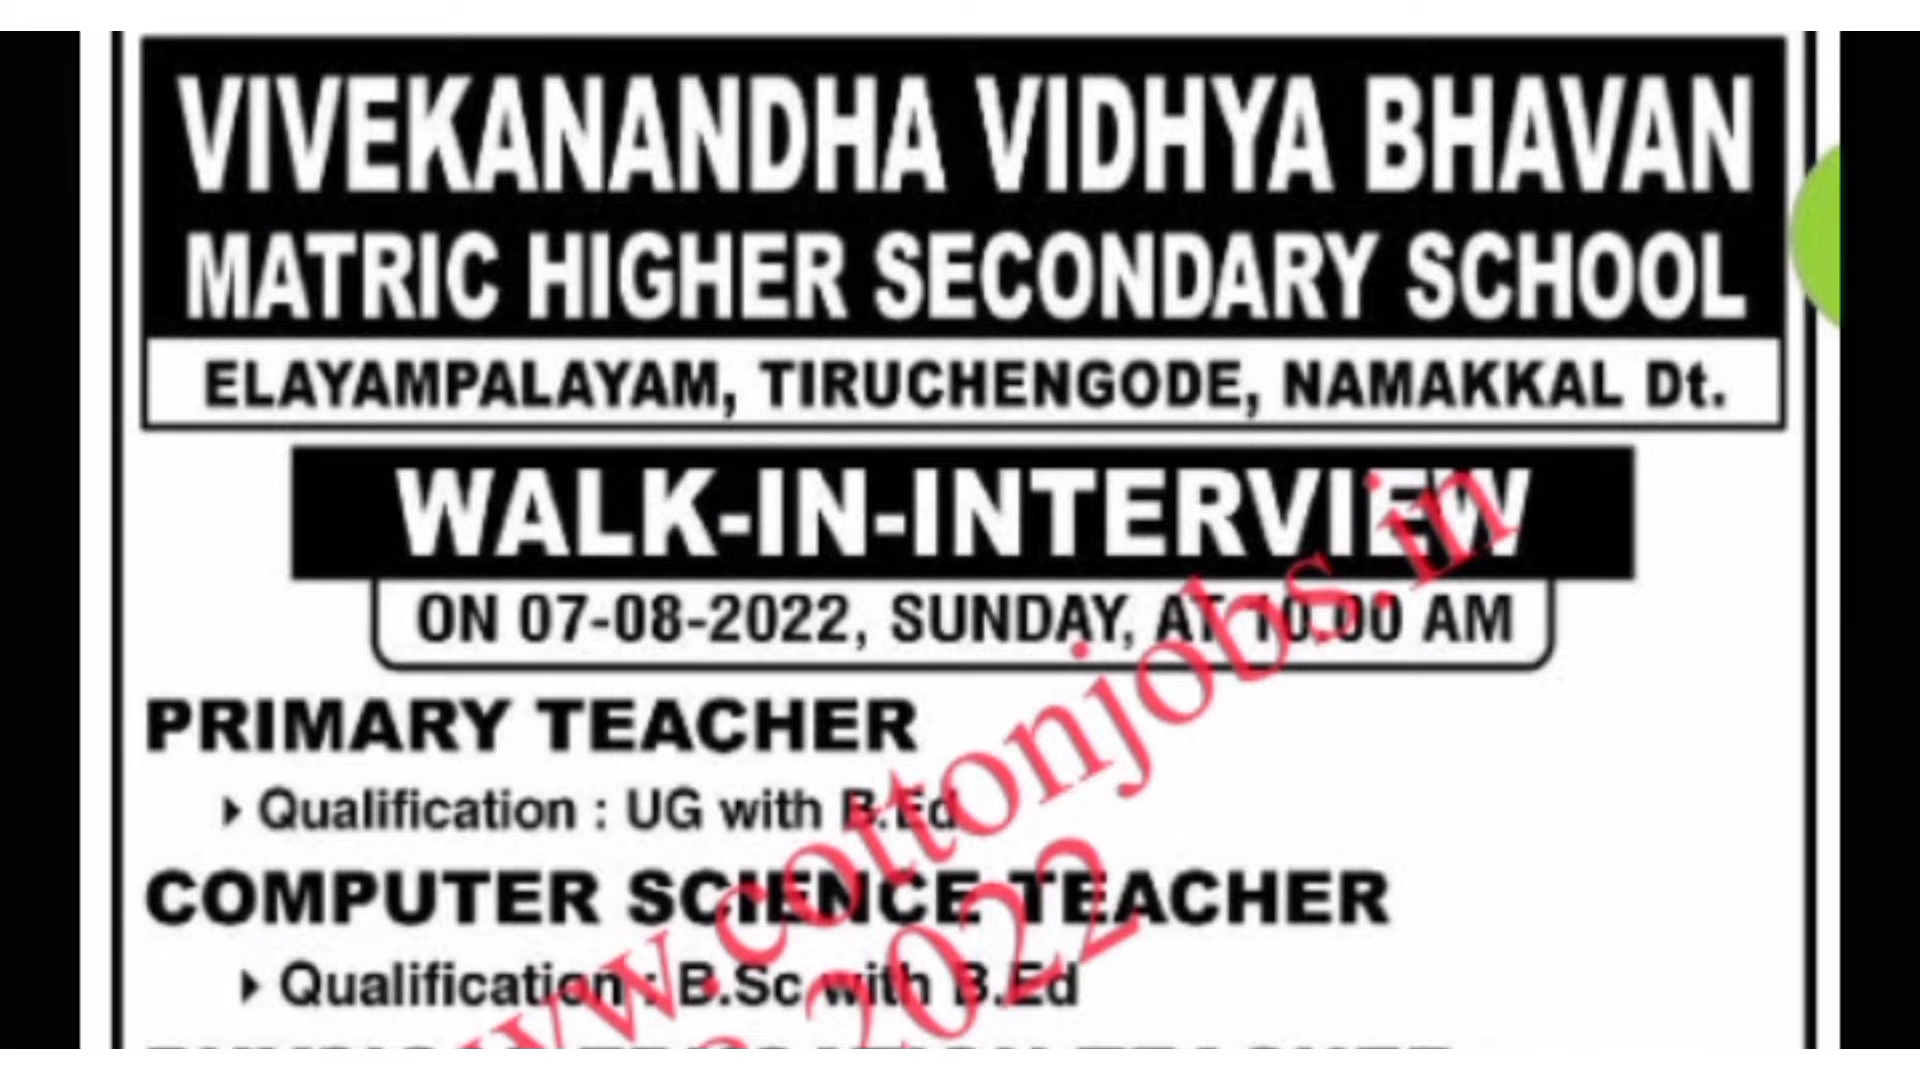 VIVEKANANDHA VIDHYA BHAVAN
MATRIC HIGHER SECONDARY SCHOOL
ELAYAMPALAYAM, TIRUCHENGODE, NAMAKKAL Dt.
WALK-IN-INTERVIEW
ON 07-08-2022, SUNDAY, AT 10.00 AM
PRIMARY TEACHER
Qualification : UG with B.Ed
COMPUTER SCIENCE TEACHER
Qualification : B.Sc with B.Ed
w.cottonjobs.in
2022